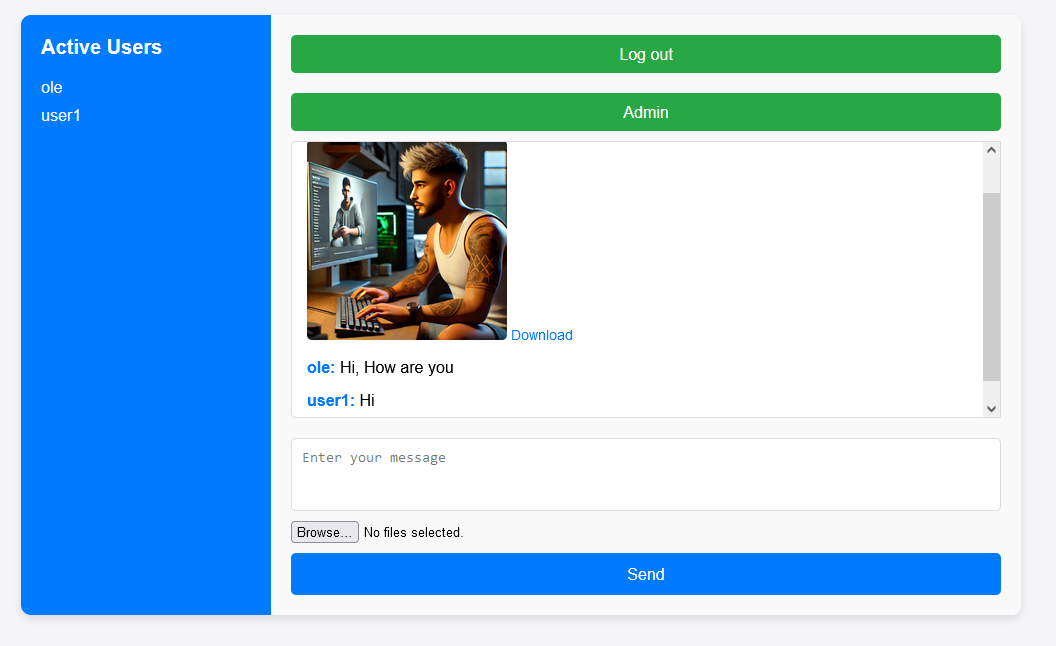 Active Users
ole
user1
Log out
Admin
Download
ole: Hi, How are you
user1: Hi
Enter your message
Browse... No files selected.
Send